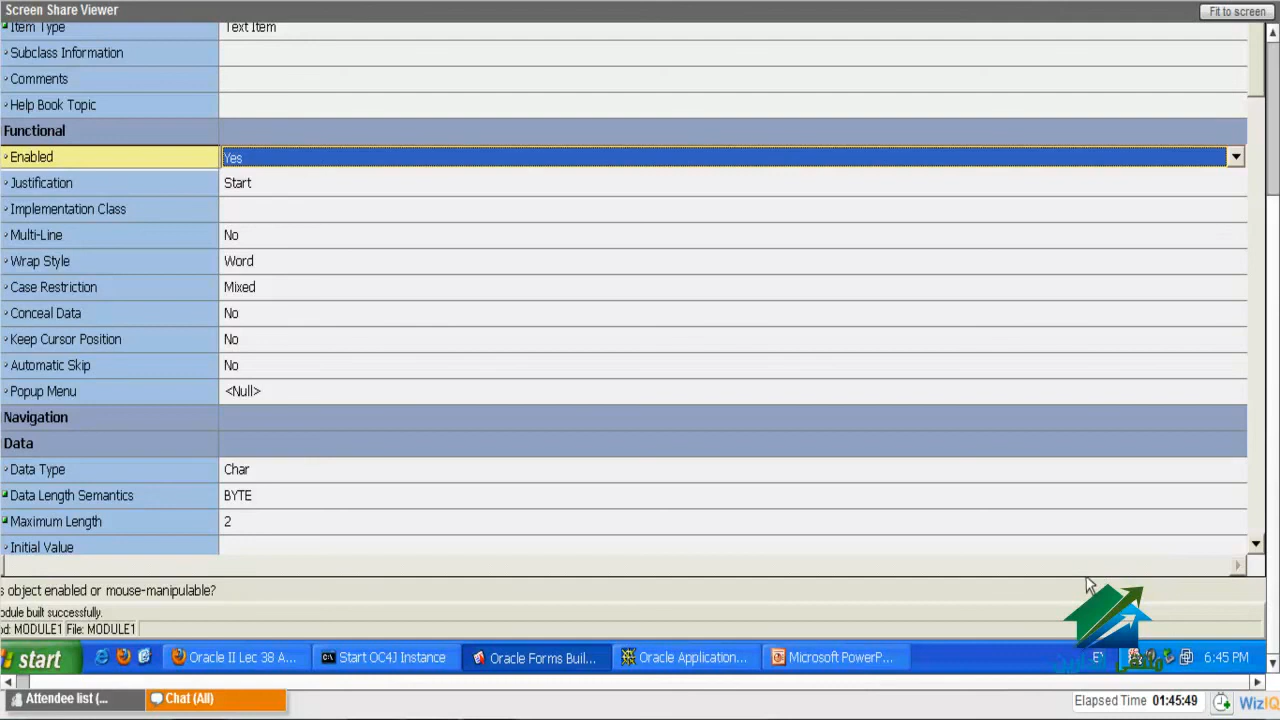 Screen Share Viewer
Fit to screen
Item Type Text Item
Subclass Information
Comments
Help Book Topic
Functional
Enabled Yes
Justification Start
Implementation Class
Multi-Line No
Wrap Style Word
Case Restriction Mixed
Conceal Data No
Keep Cursor Position No
Automatic Skip No
Popup Menu <Null>
Navigation
Data
Data Type Char
Data Length Semantics BYTE
Maximum Length 2
Initial Value
s object enabled or mouse-manipulable?
odule built successfully.
od: MODULE1 File: MODULE1
start Oracle II Lec 38 A... Start OC4J Instance Oracle Forms Buil... Oracle Application... Microsoft PowerP... EN 6:45 PM
Attendee list (... Chat (All) Elapsed Time 01:45:49 WizIQ